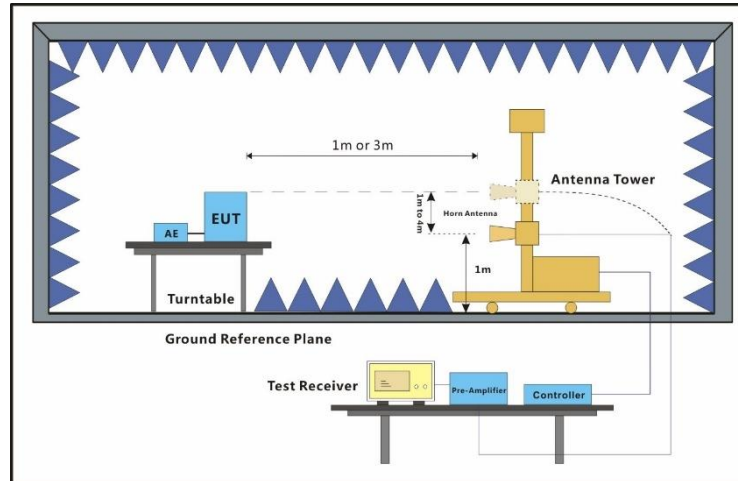 1m or 3m
Antenna Tower
1m to 4m
Horn Antenna
EUT
AE
1m
Turntable
Ground Reference Plane
Test Receiver
Pre-Amplifier
Controller